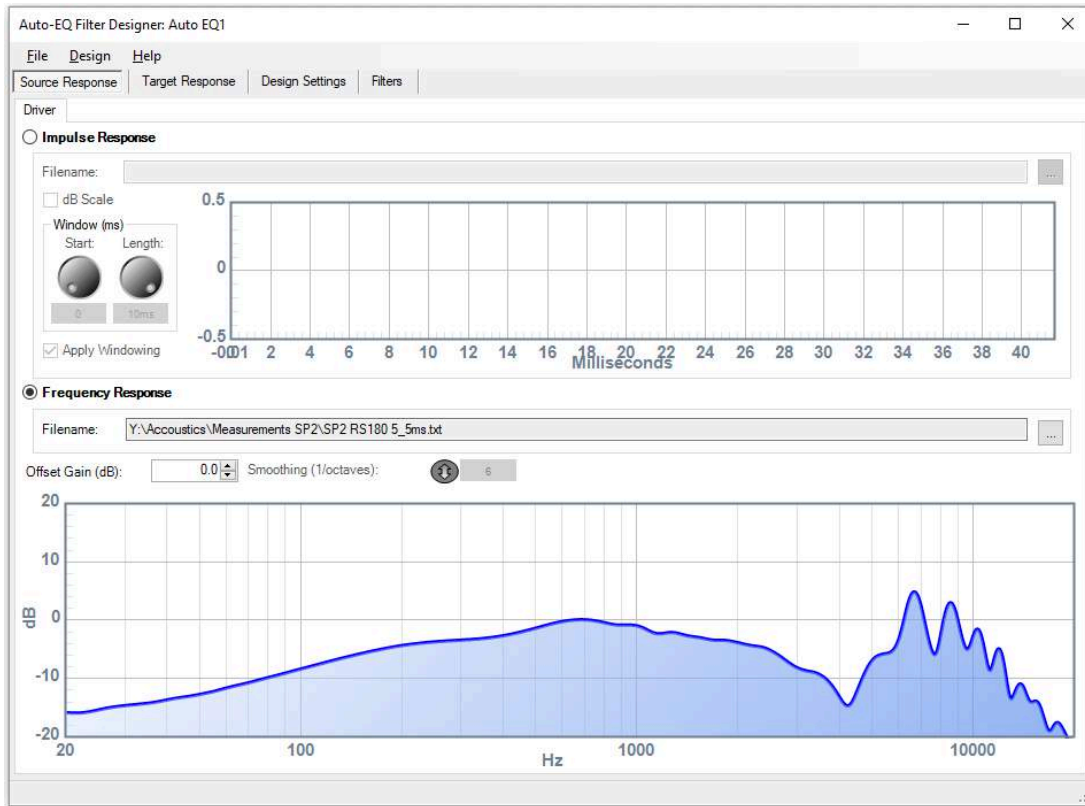 Auto-EQ Filter Designer: Auto EQ1
File Design Help
Source Response Target Response Design Settings Filters
Driver
Impulse Response
Filename: ...
dB Scale
Window (ms)
Start: Length:
0 10ms
Apply Windowing
0.5
0
-0.5
-0.01 2 4 6 8 10 12 14 16 18 20 22 24 26 28 30 32 34 36 38 40
Milliseconds
Frequency Response
Filename: Y:\Accoustics\Measurements SP2\SP2 RS180 5_5ms.txt ...
Offset Gain (dB): 0.0 Smoothing (1/octaves): 6
20
10
0
-10
-20
dB
20 100 1000 10000
Hz